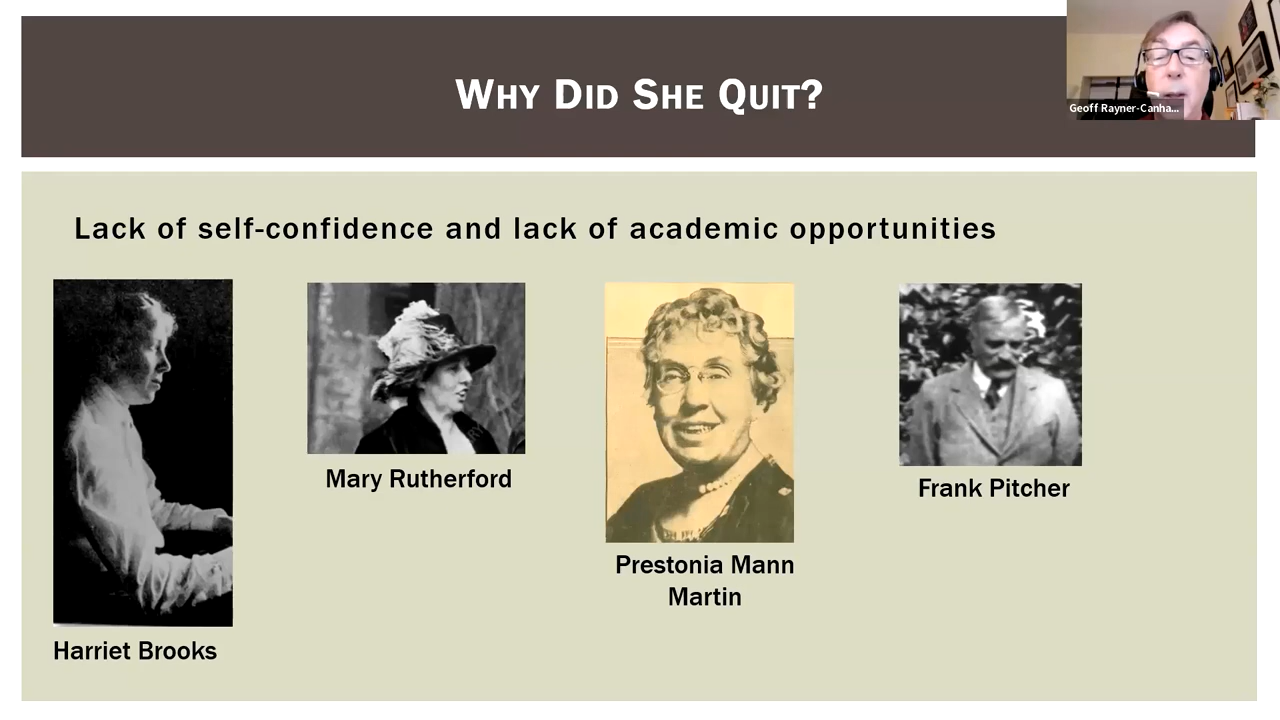 WHY DID SHE QUIT?
Geoff Rayner-Canha...
Lack of self-confidence and lack of academic opportunities
Mary Rutherford
Frank Pitcher
Prestonia Mann
Martin
Harriet Brooks